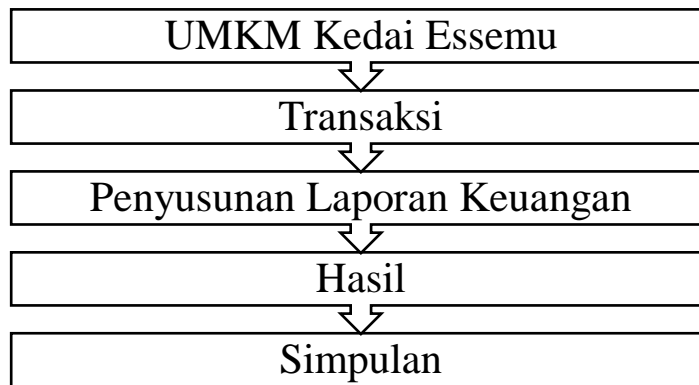 UMKM Kedai Essemu
Transaksi
Penyusunan Laporan Keuangan
Hasil
Simpulan